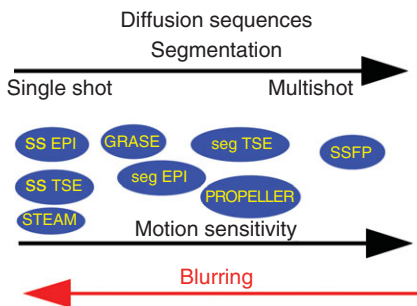 Diffusion sequences
Segmentation
Single shot Multishot
SS EPI GRASE seg TSE SSFP
SS TSE seg EPI PROPELLER
STEAM
Motion sensitivity
Blurring